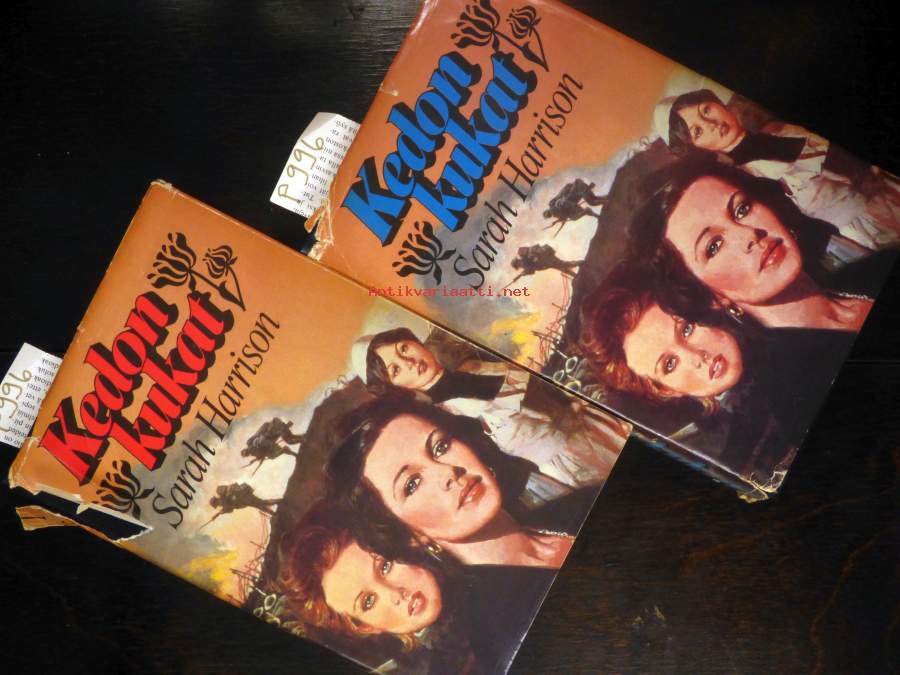 Kedon
kukat
Sarah Harrison
P996
Kedon
kukat
Sarah Harrison
P996
Antikvariaatti.net